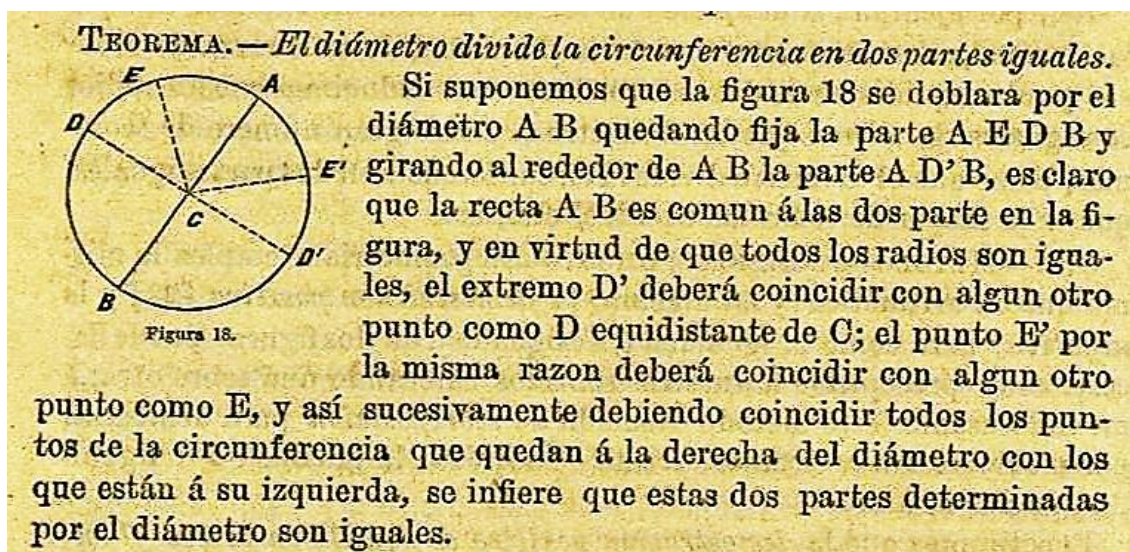 TEOREMA.—El diámetro divide la circunferencia en dos partes iguales.
E
A
D
E'
C
D'
B
Figura 18.
Si suponemos que la figura 18 se doblara por el
diámetro A B quedando fija la parte A E D B y
girando al rededor de A B la parte A D’ B, es claro
que la recta A B es comun á las dos parte en la fi-
gura, y en virtud de que todos los radios son igua-
les, el extremo D’ deberá coincidir con algun otro
punto como D equidistante de C; el punto E’ por
la misma razon deberá coincidir con algun otro
punto como E, y así sucesivamente debiendo coincidir todos los pun-
tos de la circunferencia que quedan á la derecha del diámetro con los
que están á su izquierda, se infiere que estas dos partes determinadas
por el diámetro son iguales.